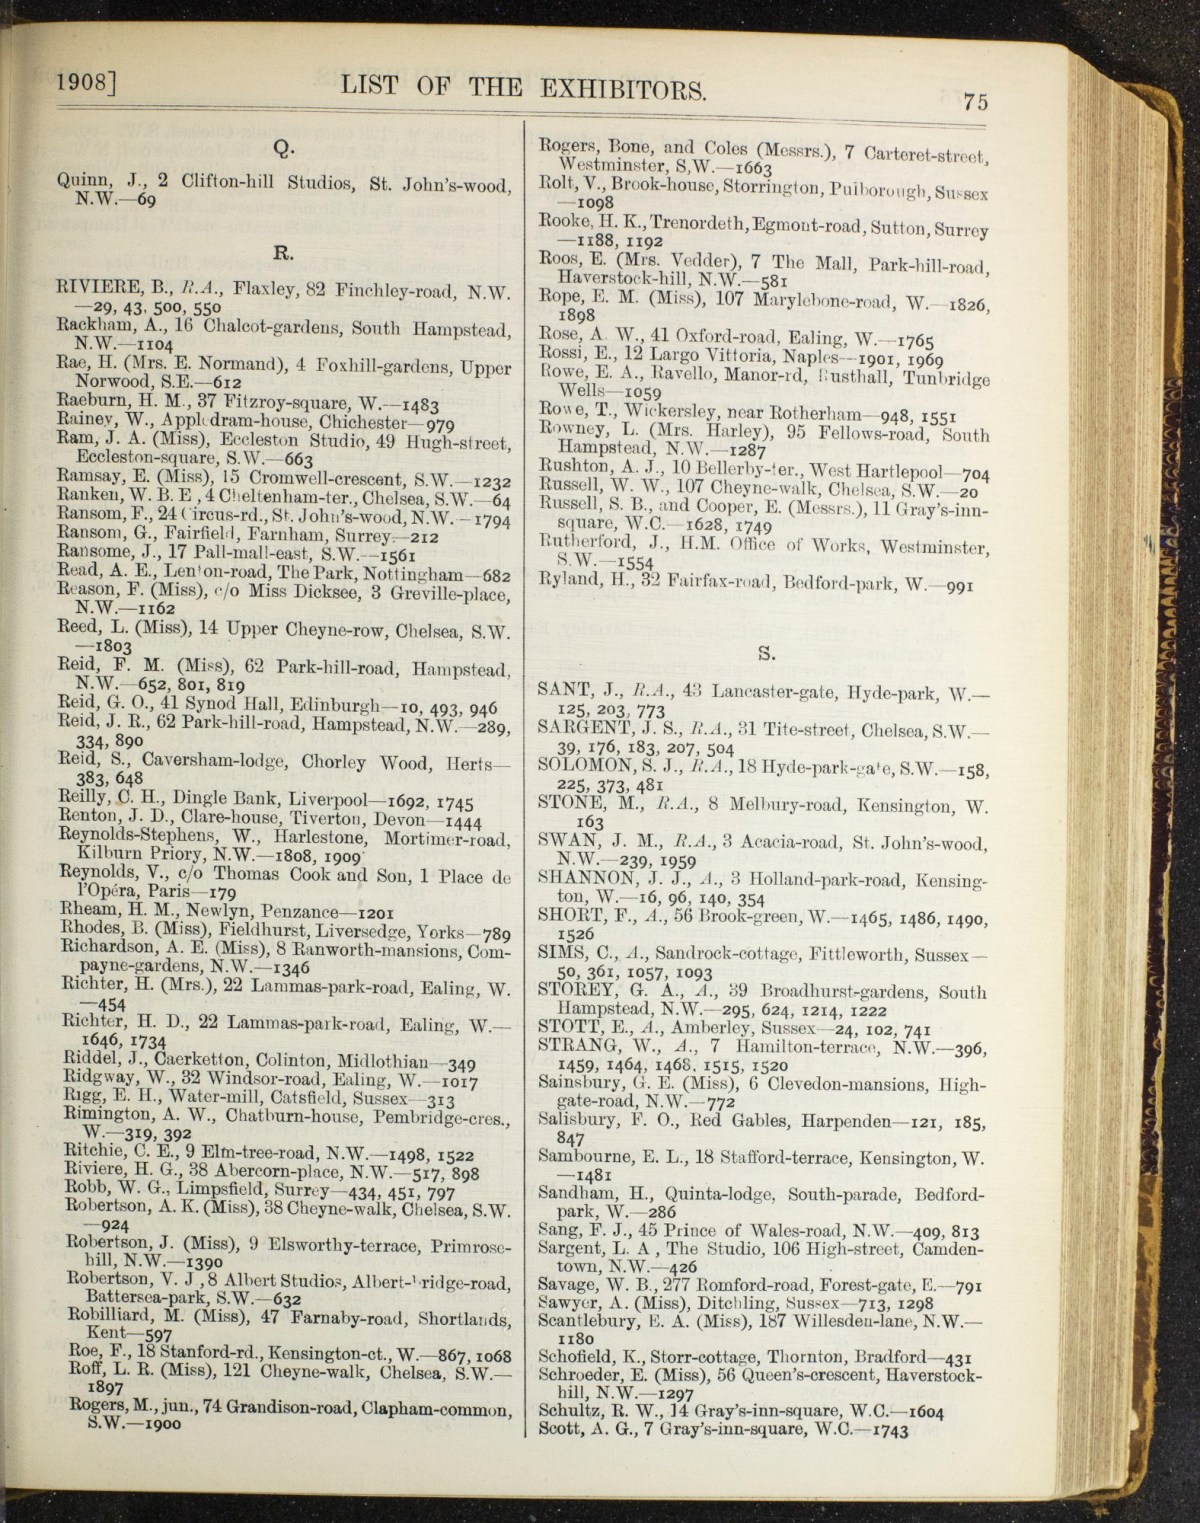 1908]
LIST OF THE EXHIBITORS.
75
Q.
Quinn, J., 2 Clifton-hill Studios, St. John's-wood,
N.W.—69
R.
RIVIERE, B., R.A., Flaxley, 82 Finchley-road, N.W.
—29, 43, 500, 550
Rackham, A., 16 Chalcot-gardens, South Hampstead,
N.W.—1104
Rae, H. (Mrs. E. Normand), 4 Foxhill-gardens, Upper
Norwood, S.E.—612
Raeburn, H. M., 37 Fitzroy-square, W.—1483
Rainey, W., Appledram-house, Chichester—979
Ram, J. A. (Miss), Eccleston Studio, 49 Hugh-street,
Eccleston-square, S.W.—663
Ramsay, E. (Miss), 15 Cromwell-crescent, S.W.—1232
Ranken, W. B. E., 4 Cheltenham-ter., Chelsea, S.W.—64
Ransom, F., 24 Circus-rd., St. John's-wood, N.W.—1794
Ransom, G., Fairfield, Farnham, Surrey—212
Ransome, J., 17 Pall-mall-east, S.W.—1561
Read, A. E., Lenton-road, The Park, Nottingham—682
Reason, F. (Miss), c/o Miss Dicksee, 3 Greville-place,
N.W.—1162
Reed, L. (Miss), 14 Upper Cheyne-row, Chelsea, S.W.
—1803
Reid, F. M. (Miss), 62 Park-hill-road, Hampstead,
N.W.—652, 801, 819
Reid, G. O., 41 Synod Hall, Edinburgh—10, 493, 946
Reid, J. R., 62 Park-hill-road, Hampstead, N.W.—289,
334, 890
Reid, S., Caversham-lodge, Chorley Wood, Herts—
383, 648
Reilly, C. H., Dingle Bank, Liverpool—1692, 1745
Renton, J. D., Clare-house, Tiverton, Devon—1444
Reynolds-Stephens, W., Harlestone, Mortimer-road,
Kilburn Priory, N.W.—1808, 1909
Reynolds, V., c/o Thomas Cook and Son, 1 Place de
l'Opéra, Paris—179
Rheam, H. M., Newlyn, Penzance—1201
Rhodes, B. (Miss), Fieldhurst, Liversedge, Yorks—789
Richardson, A. E. (Miss), 8 Ranworth-mansions, Com-
payne-gardens, N.W.—1346
Richter, H. (Mrs.), 22 Lammas-park-road, Ealing, W.
—454
Richter, H. D., 22 Lammas-park-road, Ealing, W.—
1646, 1734
Riddel, J., Caerketton, Colinton, Midlothian—349
Ridgway, W., 32 Windsor-road, Ealing, W.—1017
Rigg, E. H., Water-mill, Catsfield, Sussex—313
Rimington, A. W., Chatburn-house, Pembridge-cres.,
W.—319, 392
Ritchie, C. E., 9 Elm-tree-road, N.W.—1498, 1522
Riviere, H. G., 38 Abercorn-place, N.W.—517, 898
Robb, W. G., Limpsfield, Surrey—434, 451, 797
Robertson, A. K. (Miss), 38 Cheyne-walk, Chelsea, S.W.
—924
Robertson, J. (Miss), 9 Elsworthy-terrace, Primrose-
hill, N.W.—1390
Robertson, V. J., 8 Albert Studios, Albert-bridge-road,
Battersea-park, S.W.—632
Robilliard, M. (Miss), 47 Farnaby-road, Shortlands,
Kent—597
Roe, F., 18 Stanford-rd., Kensington-ct., W.—867, 1068
Roff, L. R. (Miss), 121 Cheyne-walk, Chelsea, S.W.—
1897
Rogers, M., jun., 74 Grandison-road, Clapham-common,
S.W.—1900
Rogers, Bone, and Coles (Messrs.), 7 Carteret-street,
Westminster, S.W.—1663
Rolt, V., Brook-house, Storrington, Pulborough, Sussex
—1098
Rooke, H. K., Trenordeth, Egmont-road, Sutton, Surrey
—1188, 1192
Roos, E. (Mrs. Vedder), 7 The Mall, Park-hill-road,
Haverstock-hill, N.W.—581
Rope, E. M. (Miss), 107 Marylebone-road, W.—1826,
1898
Rose, A. W., 41 Oxford-road, Ealing, W.—1765
Rossi, E., 12 Largo Vittoria, Naples—1901, 1969
Rowe, E. A., Ravello, Manor-rd, Rusthall, Tunbridge
Wells—1059
Rowe, T., Wickersley, near Rotherham—948, 1551
Rowney, L. (Mrs. Harley), 95 Fellows-road, South
Hampstead, N.W.—1287
Rushton, A. J., 10 Bellerby-ter., West Hartlepool—704
Russell, W. W., 107 Cheyne-walk, Chelsea, S.W.—20
Russell, S. B., and Cooper, E. (Messrs.), 11 Gray's-inn-
square, W.C.—1628, 1749
Rutherford, J., H.M. Office of Works, Westminster,
S.W.—1554
Ryland, H., 32 Fairfax-road, Bedford-park, W.—991
S.
SANT, J., R.A., 43 Lancaster-gate, Hyde-park, W.—
125, 203, 773
SARGENT, J. S., R.A., 31 Tite-street, Chelsea, S.W.—
39, 176, 183, 207, 504
SOLOMON, S. J., R.A., 18 Hyde-park-gate, S.W.—158,
225, 373, 481
STONE, M., R.A., 8 Melbury-road, Kensington, W.
163
SWAN, J. M., R.A., 3 Acacia-road, St. John's-wood,
N.W.—239, 1959
SHANNON, J. J., A., 3 Holland-park-road, Kensing-
ton, W.—16, 96, 140, 354
SHORT, F., A., 56 Brook-green, W.—1465, 1486, 1490,
1526
SIMS, C., A., Sandrock-cottage, Fittleworth, Sussex—
50, 361, 1057, 1093
STOREY, G. A., A., 39 Broadhurst-gardens, South
Hampstead, N.W.—295, 624, 1214, 1222
STOTT, E., A., Amberley, Sussex—24, 102, 741
STRANG, W., A., 7 Hamilton-terrace, N.W.—396,
1459, 1464, 1468, 1515, 1520
Sainsbury, G. E. (Miss), 6 Clevedon-mansions, High-
gate-road, N.W.—772
Salisbury, F. O., Red Gables, Harpenden—121, 185,
847
Sambourne, E. L., 18 Stafford-terrace, Kensington, W.
—1481
Sandham, H., Quinta-lodge, South-parade, Bedford-
park, W.—286
Sang, F. J., 45 Prince of Wales-road, N.W.—409, 813
Sargent, L. A., The Studio, 106 High-street, Camden-
town, N.W.—426
Savage, W. B., 277 Romford-road, Forest-gate, E.—791
Sawyer, A. (Miss), Ditchling, Sussex—713, 1298
Scantlebury, E. A. (Miss), 187 Willesden-lane, N.W.—
1180
Schofield, K., Storr-cottage, Thornton, Bradford—431
Schroeder, E. (Miss), 56 Queen's-crescent, Haverstock-
hill, N.W.—1297
Schultz, R. W., 14 Gray's-inn-square, W.C.—1604
Scott, A. G., 7 Gray's-inn-square, W.C.—1743